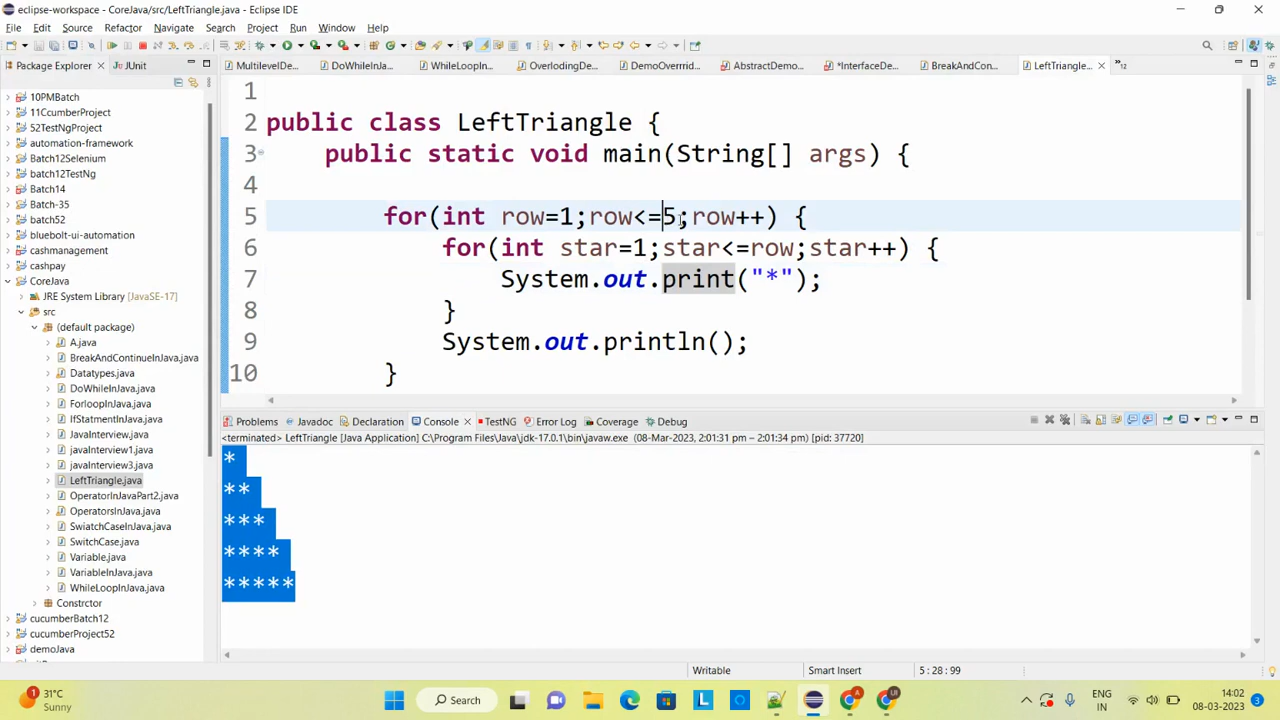 eclipse-workspace - CoreJava/src/LeftTriangle.java - Eclipse IDE
File Edit Source Refactor Navigate Search Project Run Window Help
Package Explorer JUnit
MultilevelDe... DoWhileInJa... WhileLoopIn... OverlodingDe... DemoOverrid... AbstractDemo... *InterfaceDe... BreakAndCon... LeftTriangle... »12
10PMBatch
11CcumberProject
52TestNgProject
automation-framework
Batch12Selenium
batch12TestNg
Batch14
Batch-35
batch52
bluebolt-ui-automation
cashmanagement
cashpay
CoreJava
JRE System Library [JavaSE-17]
src
(default package)
A.java
BreakAndContinueInJava.java
Datatypes.java
DoWhileInJava.java
ForloopInJava.java
IfStatmentInJava.java
JavaInterview.java
javaInterview1.java
javaInterview3.java
LeftTriangle.java
OperatorInJavaPart2.java
OperatorsInJava.java
SwiatchCaseInJava.java
SwitchCase.java
Variable.java
VariableInJava.java
WhileLoopInJava.java
Constrctor
cucumberBatch12
cucumberProject52
demoJava
1
2 public class LeftTriangle {
3 public static void main(String[] args) {
4
5 for(int row=1;row<=5;row++) {
6 for(int star=1;star<=row;star++) {
7 System.out.print("*");
8 }
9 System.out.println();
10 }
Problems Javadoc Declaration Console TestNG Error Log Coverage Debug
<terminated> LeftTriangle [Java Application] C:\Program Files\Java\jdk-17.0.1\bin\javaw.exe (08-Mar-2023, 2:01:31 pm – 2:01:34 pm) [pid: 37720]
*
**
***
****
*****
Writable Smart Insert 5 : 28 : 99
1 31°C
Sunny
Search
ENG
IN
14:02
08-03-2023